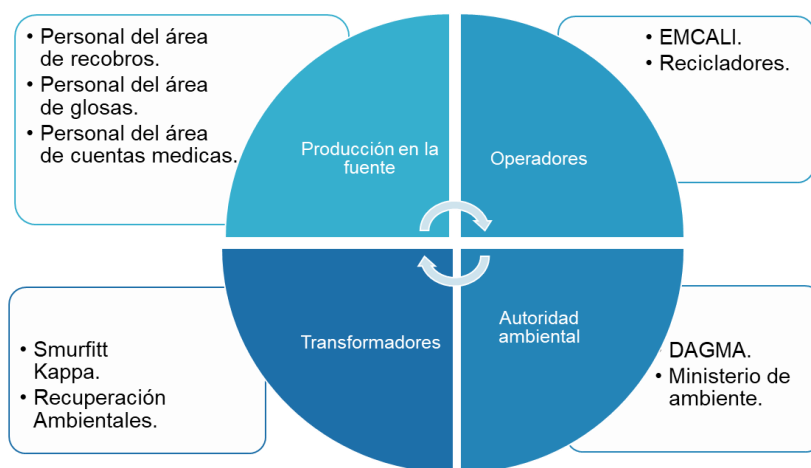 • Personal del área
de recobros.
• Personal del área
de glosas.
• Personal del área
de cuentas medicas.
Producción en la
fuente
Operadores
• EMCALI.
• Recicladores.
Transformadores
• Smurfitt
Kappa.
• Recuperación
Ambientales.
Autoridad
ambiental
• DAGMA.
• Ministerio de
ambiente.